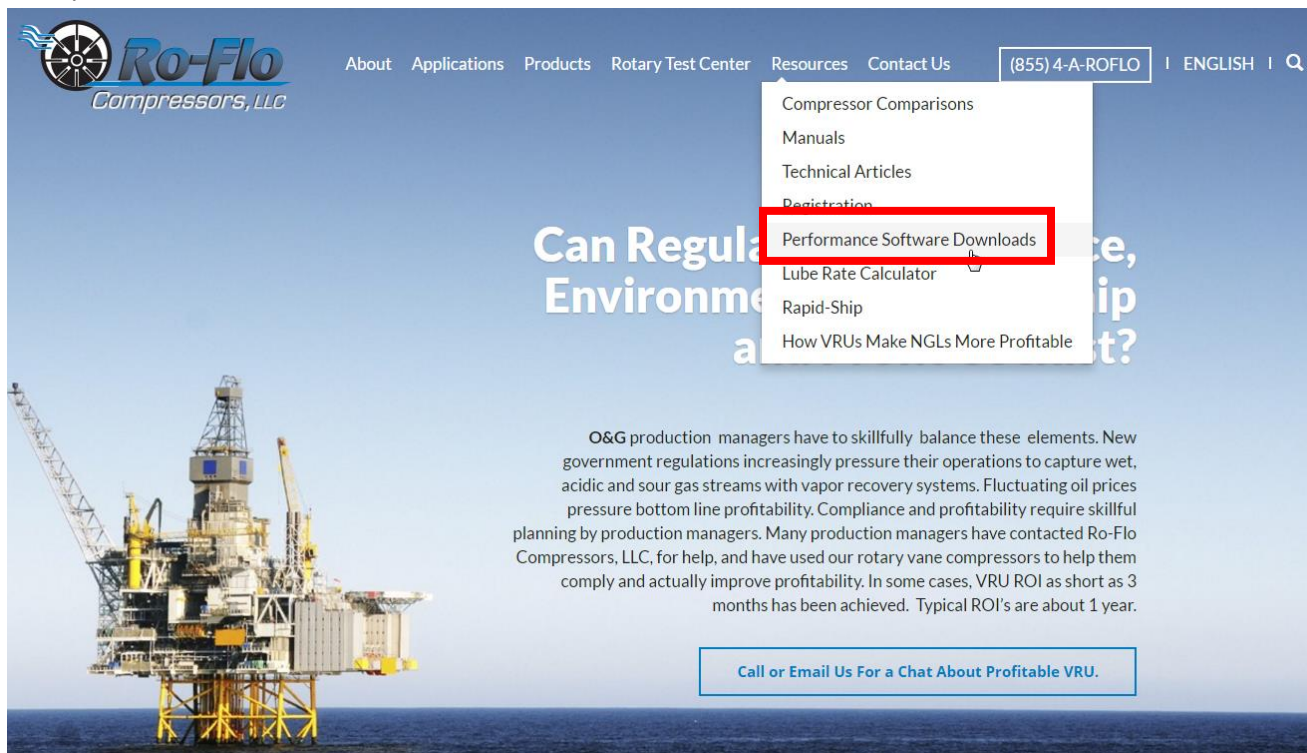 Ro-Flo
Compressors, LLC
About Applications Products Rotary Test Center Resources Contact Us (855) 4-A-ROFLO I ENGLISH I
Compressor Comparisons
Manuals
Technical Articles
Registration
Performance Software Downloads
Lube Rate Calculator
Rapid-Ship
How VRUs Make NGLs More Profitable
Can
O&G production managers have to skillfully balance these elements. New
government regulations increasingly pressure their operations to capture wet,
acidic and sour gas streams with vapor recovery systems. Fluctuating oil prices
pressure bottom line profitability. Compliance and profitability require skillful
planning by production managers. Many production managers have contacted Ro-Flo
Compressors, LLC, for help, and have used our rotary vane compressors to help them
comply and actually improve profitability. In some cases, VRU ROI as short as 3
months has been achieved. Typical ROI's are about 1 year.
Call or Email Us For a Chat About Profitable VRU.